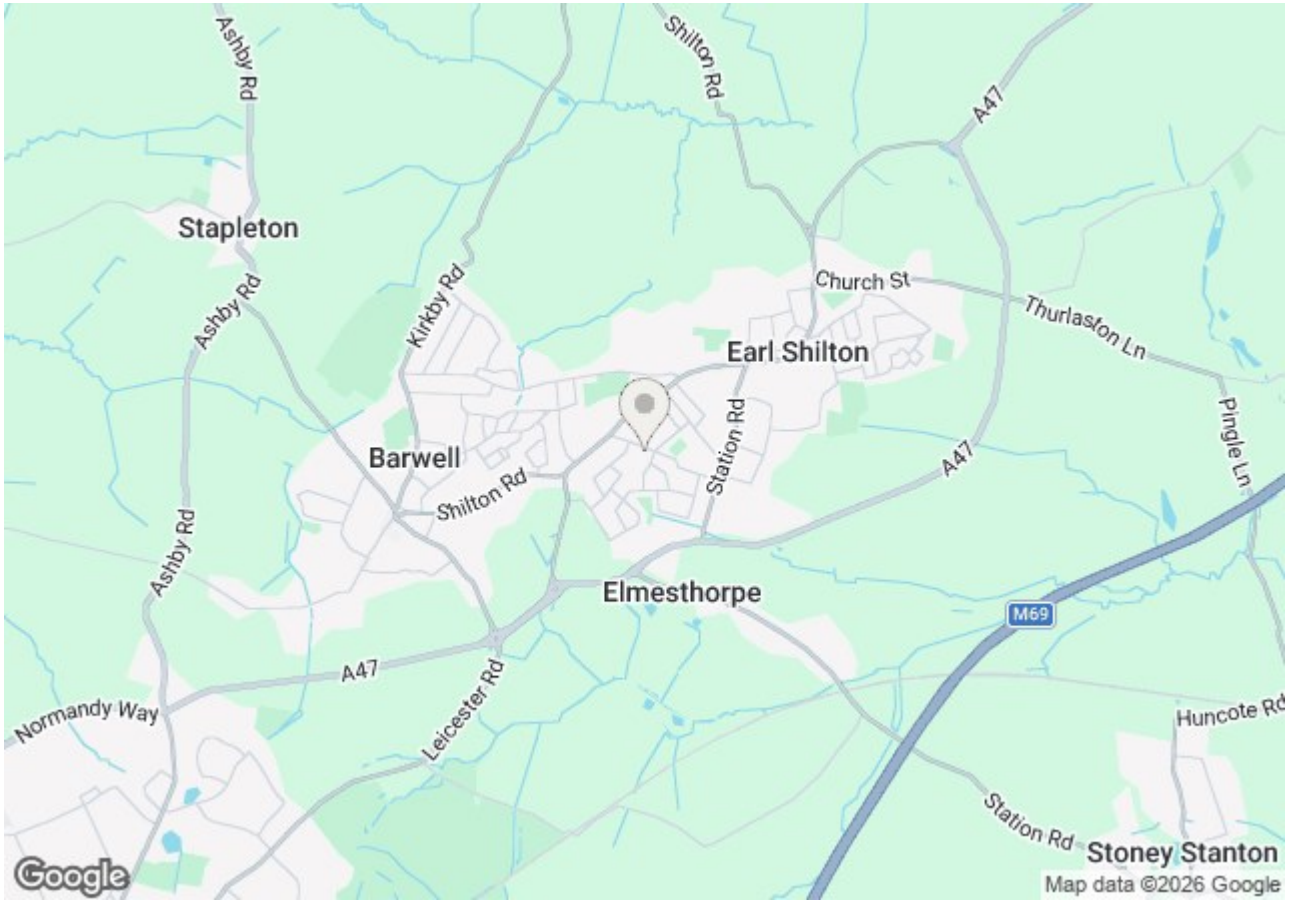 Ashby Rd
Shilton Rd
A47
Stapleton
Church St
Kirkby Rd
Ashby Rd
Thurlaston Ln
Earl Shilton
Pingle Ln
Station Rd
Barwell
A47
Shilton Rd
Ashby Rd
Elmesthorpe
M69
A47
Leicester Rd
Normandy Way
Huncote Rd
Station Rd
Stoney Stanton
Google
Map data ©2026 Google